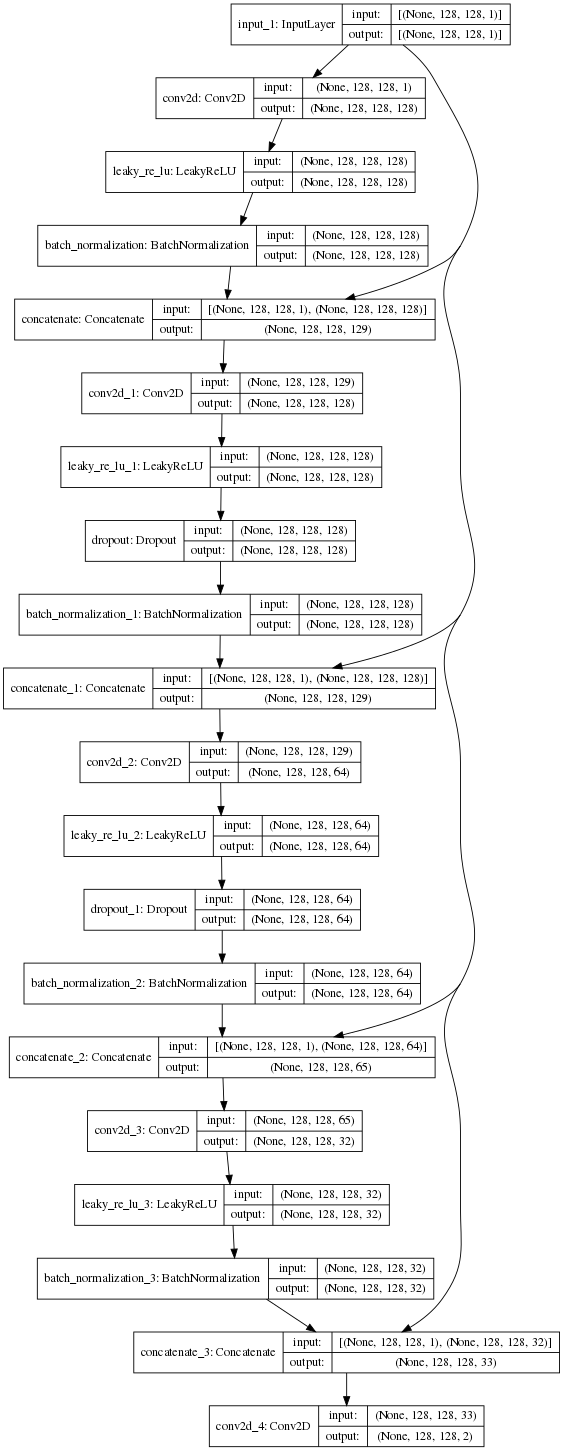 input_1: InputLayer
input: [(None, 128, 128, 1)]
output: [(None, 128, 128, 1)]
conv2d: Conv2D
input: (None, 128, 128, 1)
output: (None, 128, 128, 128)
leaky_re_lu: LeakyReLU
input: (None, 128, 128, 128)
output: (None, 128, 128, 128)
batch_normalization: BatchNormalization
input: (None, 128, 128, 128)
output: (None, 128, 128, 128)
concatenate: Concatenate
input: [(None, 128, 128, 1), (None, 128, 128, 128)]
output: (None, 128, 128, 129)
conv2d_1: Conv2D
input: (None, 128, 128, 129)
output: (None, 128, 128, 128)
leaky_re_lu_1: LeakyReLU
input: (None, 128, 128, 128)
output: (None, 128, 128, 128)
dropout: Dropout
input: (None, 128, 128, 128)
output: (None, 128, 128, 128)
batch_normalization_1: BatchNormalization
input: (None, 128, 128, 128)
output: (None, 128, 128, 128)
concatenate_1: Concatenate
input: [(None, 128, 128, 1), (None, 128, 128, 128)]
output: (None, 128, 128, 129)
conv2d_2: Conv2D
input: (None, 128, 128, 129)
output: (None, 128, 128, 64)
leaky_re_lu_2: LeakyReLU
input: (None, 128, 128, 64)
output: (None, 128, 128, 64)
dropout_1: Dropout
input: (None, 128, 128, 64)
output: (None, 128, 128, 64)
batch_normalization_2: BatchNormalization
input: (None, 128, 128, 64)
output: (None, 128, 128, 64)
concatenate_2: Concatenate
input: [(None, 128, 128, 1), (None, 128, 128, 64)]
output: (None, 128, 128, 65)
conv2d_3: Conv2D
input: (None, 128, 128, 65)
output: (None, 128, 128, 32)
leaky_re_lu_3: LeakyReLU
input: (None, 128, 128, 32)
output: (None, 128, 128, 32)
batch_normalization_3: BatchNormalization
input: (None, 128, 128, 32)
output: (None, 128, 128, 32)
concatenate_3: Concatenate
input: [(None, 128, 128, 1), (None, 128, 128, 32)]
output: (None, 128, 128, 33)
conv2d_4: Conv2D
input: (None, 128, 128, 33)
output: (None, 128, 128, 2)